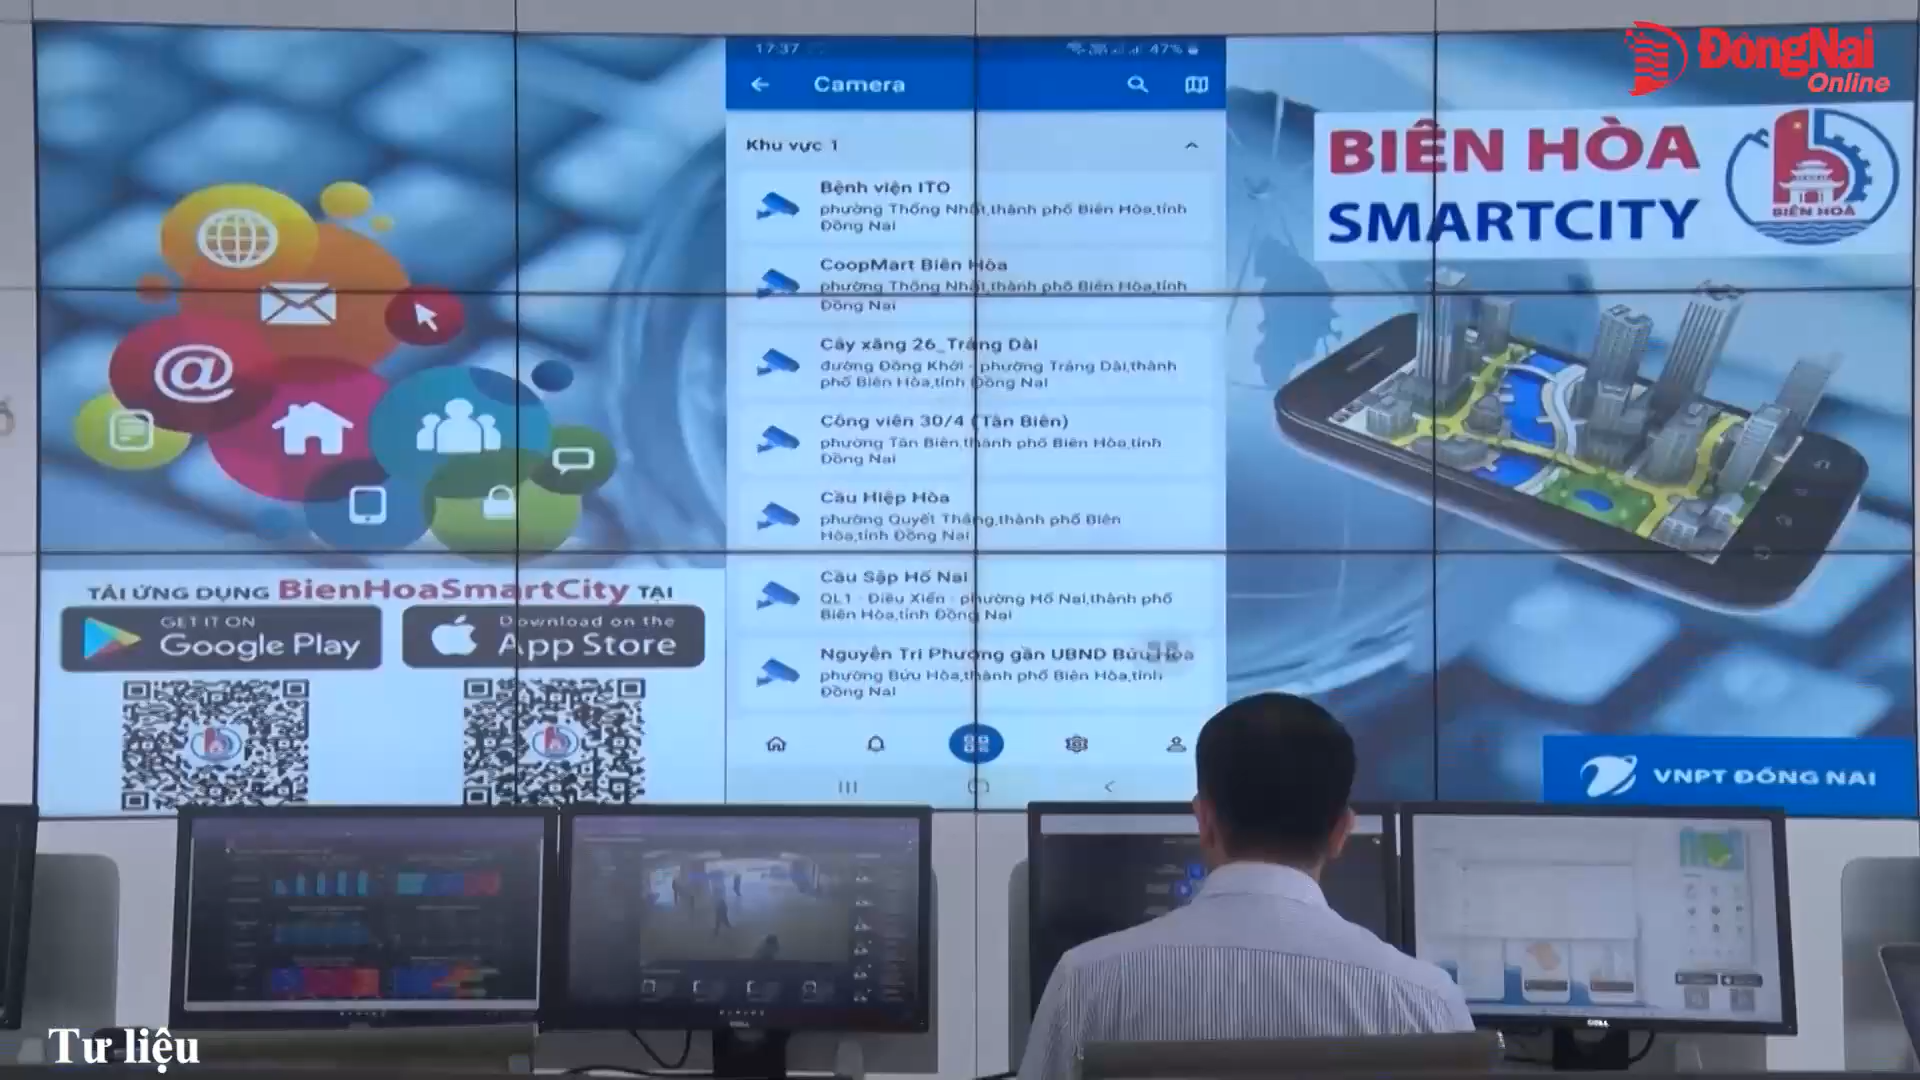 ĐồngNai
Online
17:37
47%
Camera
Khu vực 1
Bệnh viện ITO
phường Thống Nhất,thành phố Biên Hòa,tỉnh
Đồng Nai
CoopMart Biên Hòa
phường Thống Nhất,thành phố Biên Hòa,tỉnh
Đồng Nai
Cây xăng 26_Trảng Dài
đường Đồng Khởi - phường Trảng Dài,thành
phố Biên Hòa,tỉnh Đồng Nai
Công viên 30/4 (Tân Biên)
phường Tân Biên,thành phố Biên Hòa,tỉnh
Đồng Nai
Cầu Hiệp Hòa
phường Quyết Thắng,thành phố Biên
Hòa,tỉnh Đồng Nai
Cầu Sập Hố Nai
QL1 - Điểu Xiển - phường Hố Nai,thành phố
Biên Hòa,tỉnh Đồng Nai
Nguyễn Tri Phương gần UBND Bửu Hòa
phường Bửu Hòa,thành phố Biên Hòa,tỉnh
Đồng Nai
BIÊN HÒA
SMARTCITY
BIÊN HOÀ
TẢI ỨNG DỤNG BienHoaSmartCity TẠI
GET IT ON
Google Play
Download on the
App Store
VNPT ĐỒNG NAI
DELL
DELL
Tư liệu